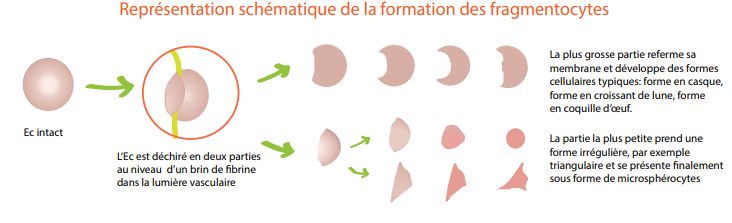 Représentation schématique de la formation des fragmentocytes
Ec intact
L'Ec est déchiré en deux parties
au niveau d'un brin de fibrine
dans la lumière vasculaire
La plus grosse partie referme sa
membrane et développe des formes
cellulaires typiques: forme en casque,
forme en croissant de lune, forme
en coquille d'œuf.
La partie la plus petite prend une
forme irrégulière, par exemple
triangulaire et se présente finalement
sous forme de microsphérocytes